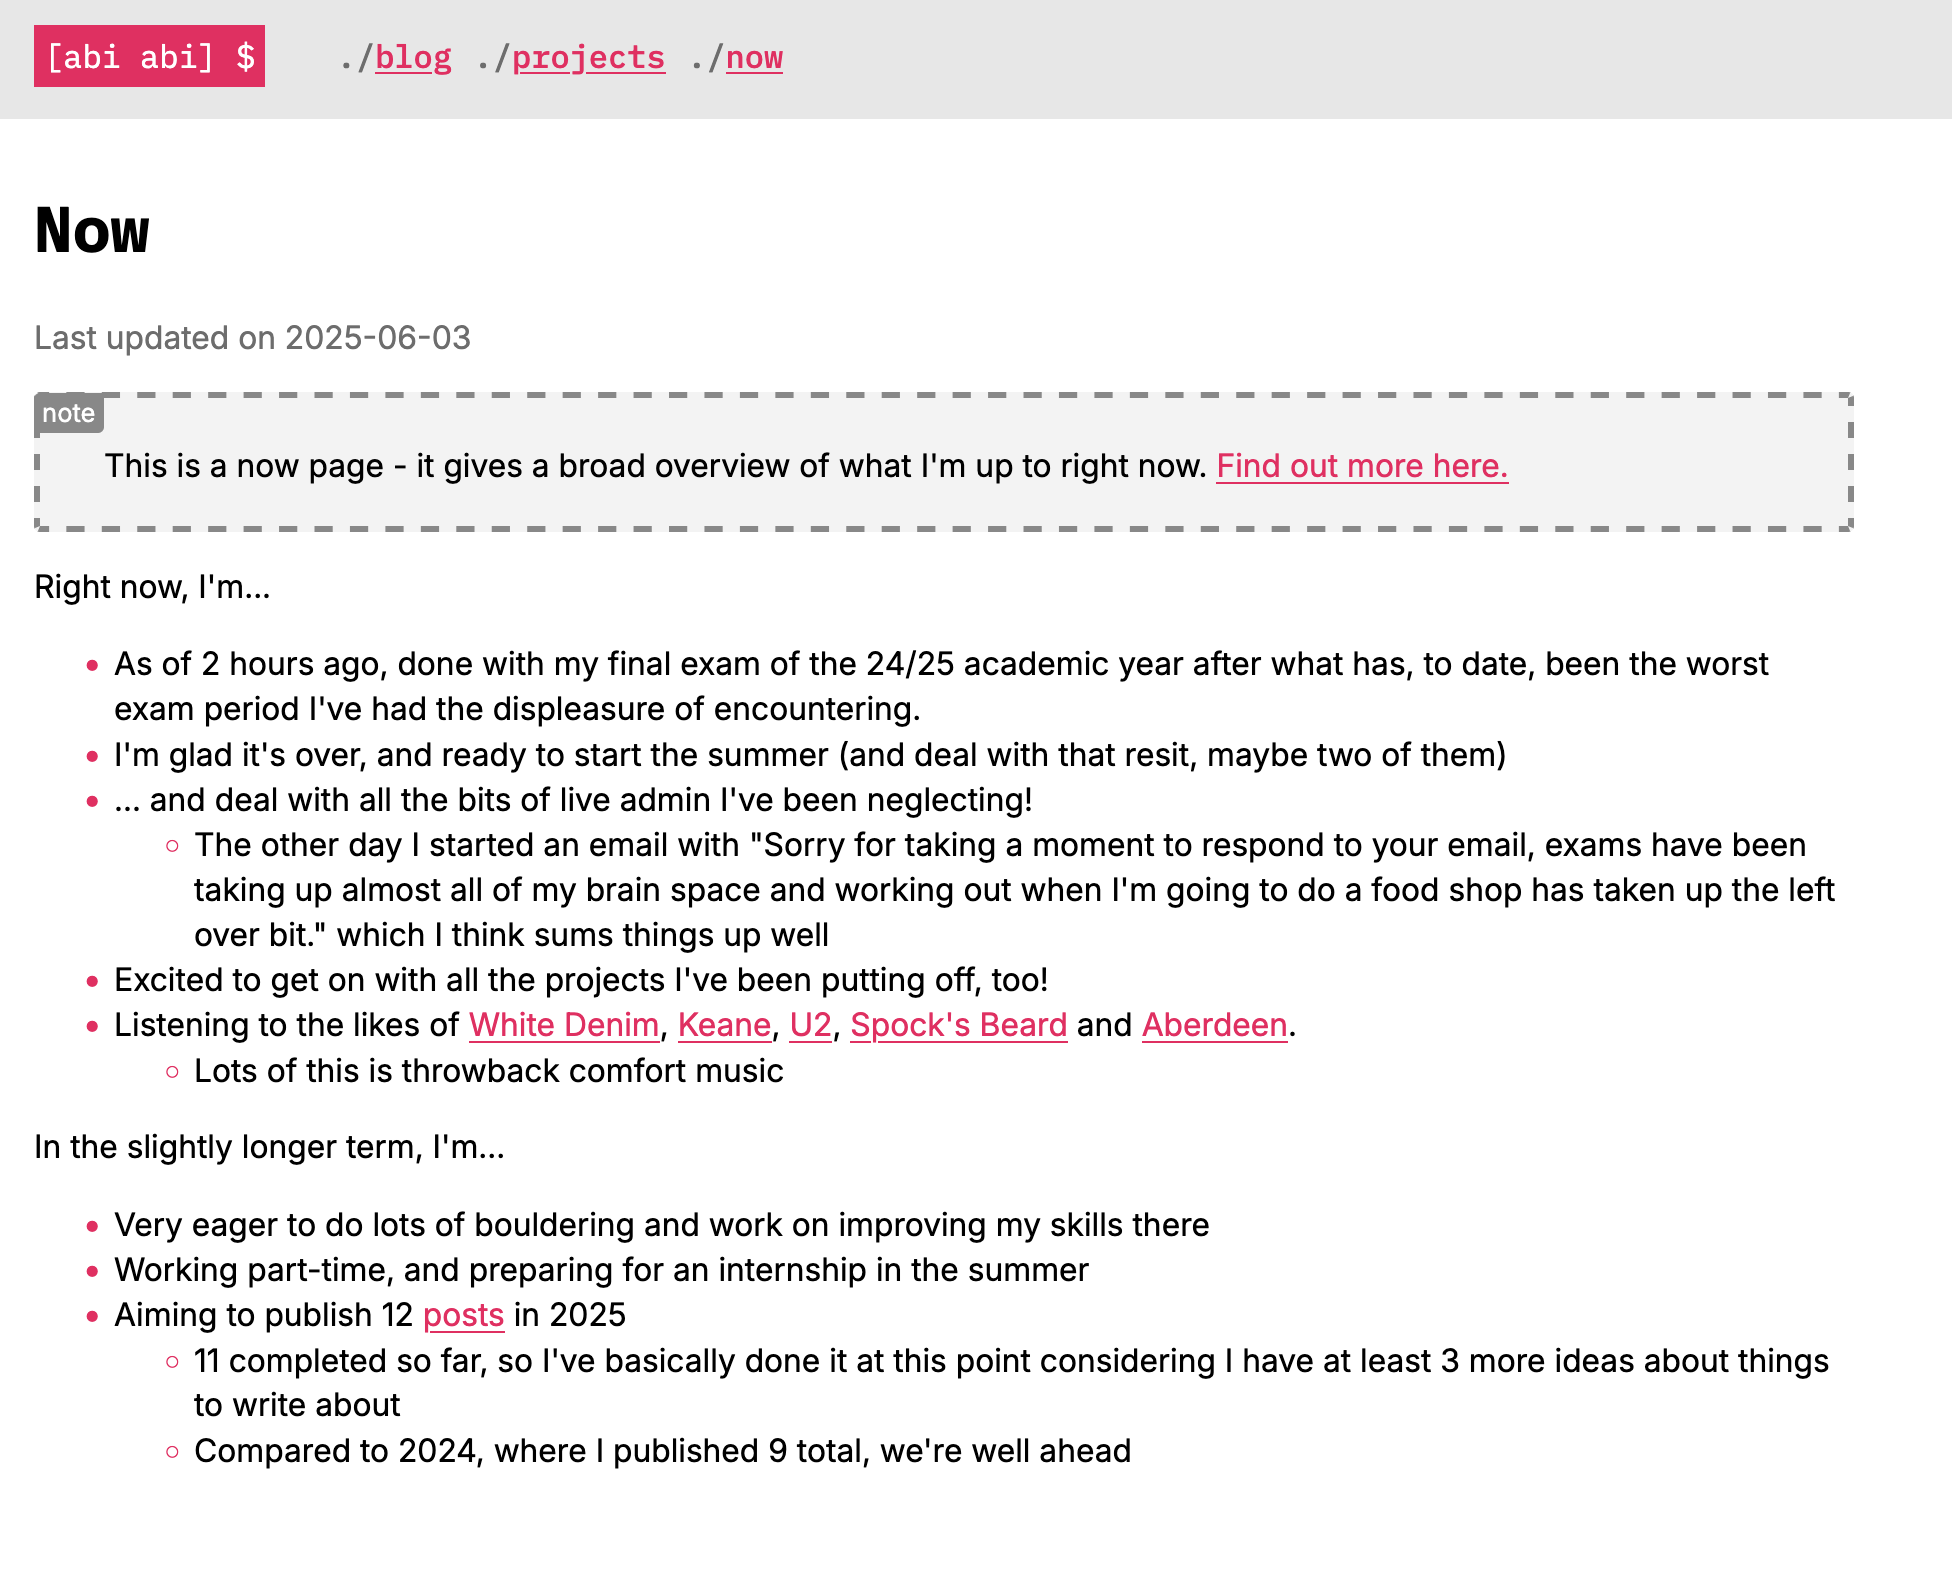 [abi abi] $ ./blog ./projects ./now
Now
Last updated on 2025-06-03
note
This is a now page - it gives a broad overview of what I'm up to right now. Find out more here.
Right now, I'm...
As of 2 hours ago, done with my final exam of the 24/25 academic year after what has, to date, been the worst
exam period I've had the displeasure of encountering.
I'm glad it's over, and ready to start the summer (and deal with that resit, maybe two of them)
... and deal with all the bits of live admin I've been neglecting!
The other day I started an email with "Sorry for taking a moment to respond to your email, exams have been
taking up almost all of my brain space and working out when I'm going to do a food shop has taken up the left
over bit." which I think sums things up well
Excited to get on with all the projects I've been putting off, too!
Listening to the likes of White Denim, Keane, U2, Spock's Beard and Aberdeen.
Lots of this is throwback comfort music
In the slightly longer term, I'm...
Very eager to do lots of bouldering and work on improving my skills there
Working part-time, and preparing for an internship in the summer
Aiming to publish 12 posts in 2025
11 completed so far, so I've basically done it at this point considering I have at least 3 more ideas about things
to write about
Compared to 2024, where I published 9 total, we're well ahead